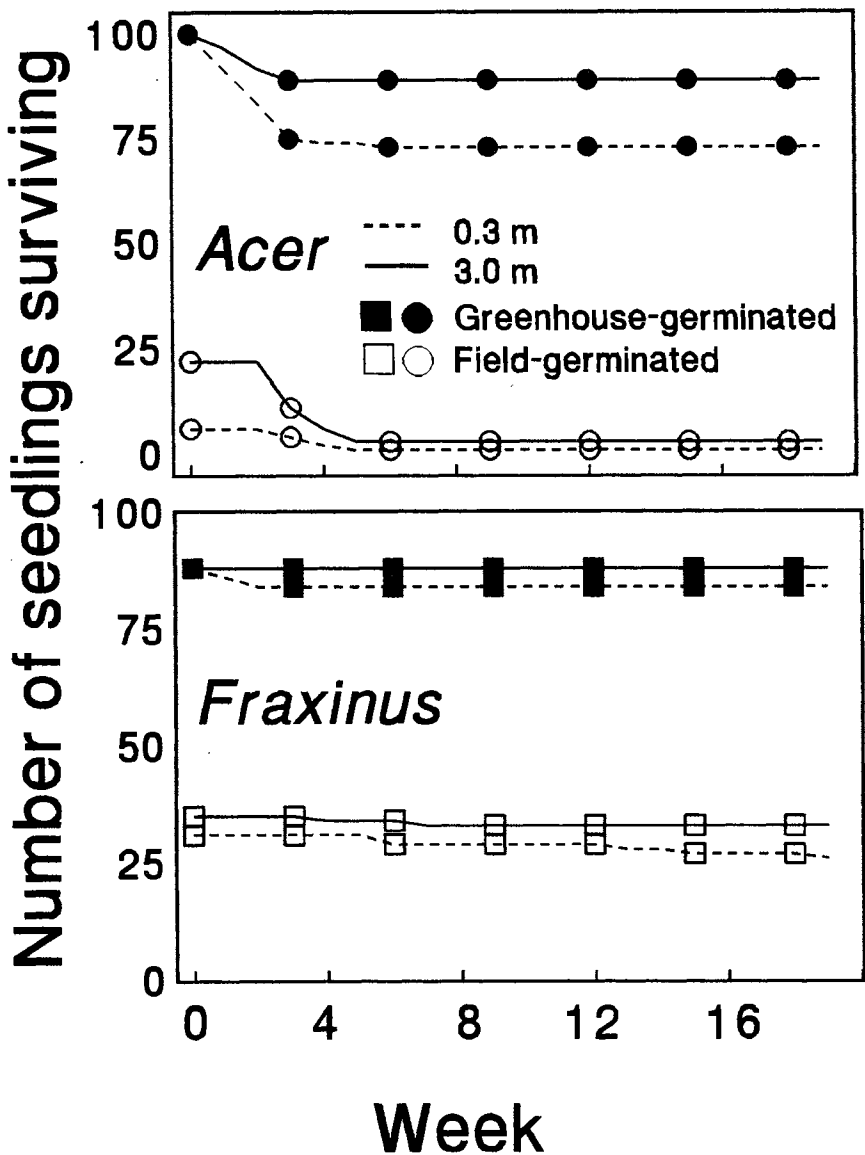 Number of seedlings surviving
100
75
50
25
0
Acer
0.3 m
3.0 m
Greenhouse-germinated
Field-germinated
100
75
50
25
0
Fraxinus
0 4 8 12 16
Week